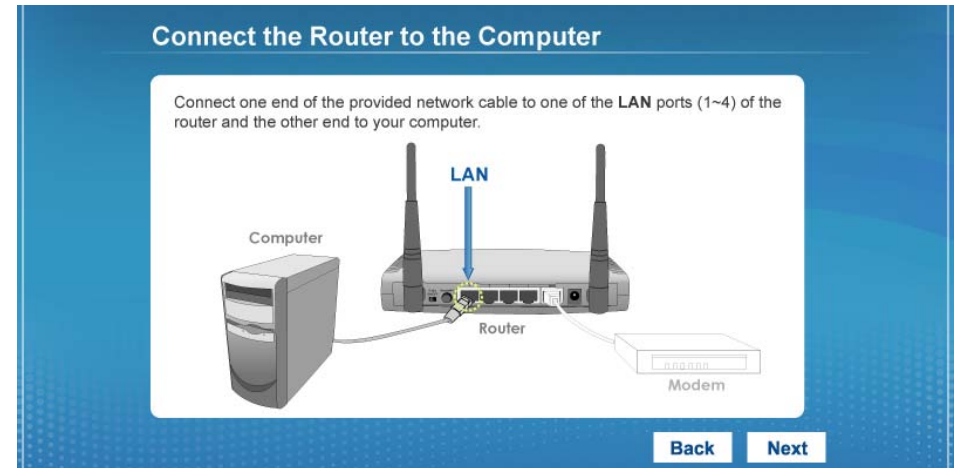 Connect the Router to the Computer
Connect one end of the provided network cable to one of the LAN ports (1~4) of the
router and the other end to your computer.
LAN
Computer
Router
Modem
Back
Next